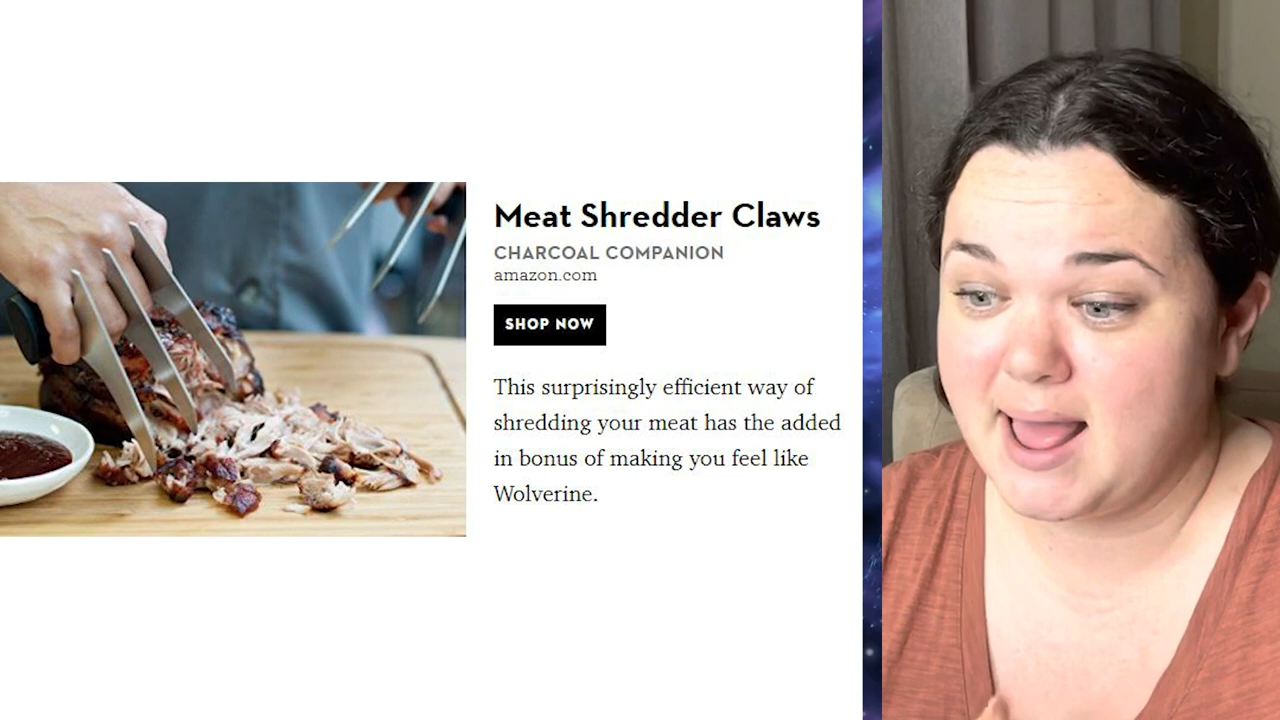 Meat Shredder Claws
CHARCOAL COMPANION
amazon.com
SHOP NOW
This surprisingly efficient way of
shredding your meat has the added
in bonus of making you feel like
Wolverine.